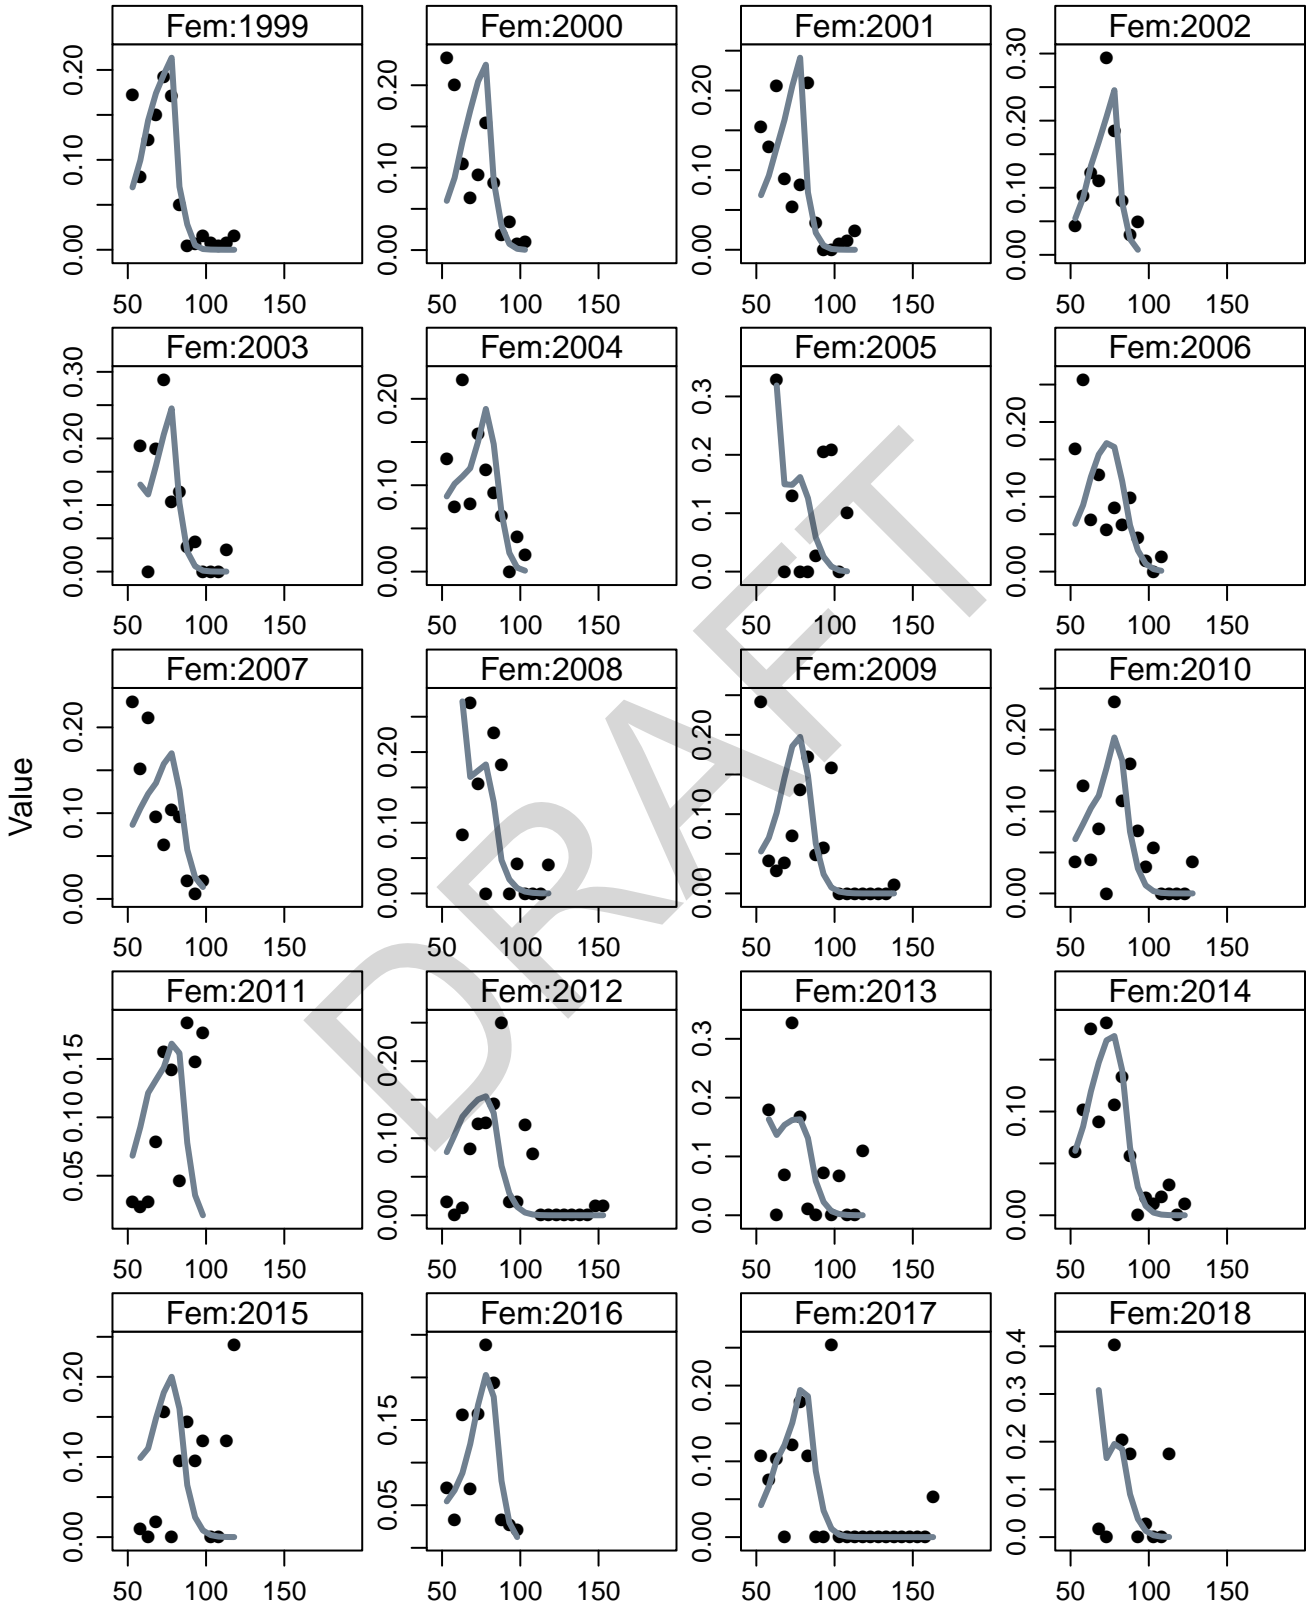 Fem:1999 Fem:2000 Fem:2001 Fem:2002
0.00 0.10 0.20 0.00 0.10 0.20 0.00 0.10 0.20 0.00 0.10 0.20 0.30
50 100 150 50 100 150 50 100 150 50 100 150
Fem:2003 Fem:2004 Fem:2005 Fem:2006
0.00 0.10 0.20 0.30 0.00 0.10 0.20 0.0 0.1 0.2 0.3 0.00 0.10 0.20
50 100 150 50 100 150 50 100 150 50 100 150
Fem:2007 Fem:2008 Fem:2009 Fem:2010
0.00 0.10 0.20 0.00 0.10 0.20 0.00 0.10 0.20 0.00 0.10 0.20
Value
50 100 150 50 100 150 50 100 150 50 100 150
DRAFT
Fem:2011 Fem:2012 Fem:2013 Fem:2014
0.05 0.10 0.15 0.00 0.10 0.20 0.0 0.1 0.2 0.3 0.00 0.10
50 100 150 50 100 150 50 100 150 50 100 150
Fem:2015 Fem:2016 Fem:2017 Fem:2018
0.00 0.10 0.20 0.05 0.15 0.00 0.10 0.20 0.0 0.1 0.2 0.3 0.4
50 100 150 50 100 150 50 100 150 50 100 150